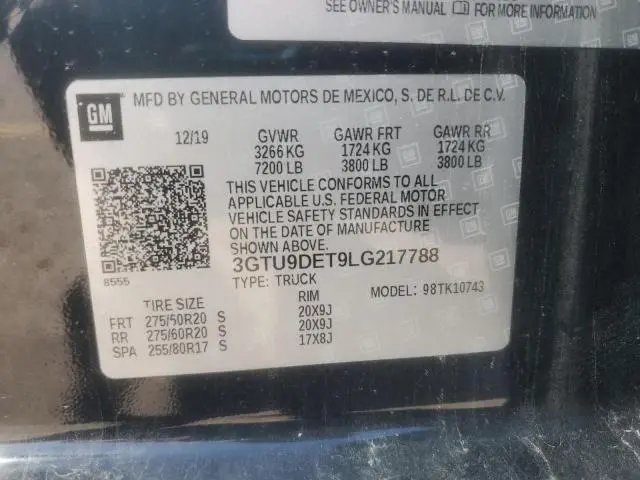 SEE OWNER'S MANUAL FOR MORE INFORMATION
GM
MFD BY GENERAL MOTORS DE MEXICO, S. DE R.L. DE C.V.
12/19 GVWR GAWR FRT GAWR RR
3266 KG 1724 KG 1724 KG
7200 LB 3800 LB 3800 LB
THIS VEHICLE CONFORMS TO ALL
APPLICABLE U.S. FEDERAL MOTOR
VEHICLE SAFETY STANDARDS IN EFFECT
ON THE DATE OF MANUFACTURE
SHOWN ABOVE.
3GTU9DET9LG217788
8555 TYPE: TRUCK MODEL: 98TK10743
TIRE SIZE RIM
FRT 275/60R20 S 20X9J
RR 275/60R20 S 20X9J
SPA 255/80R17 S 17X8J